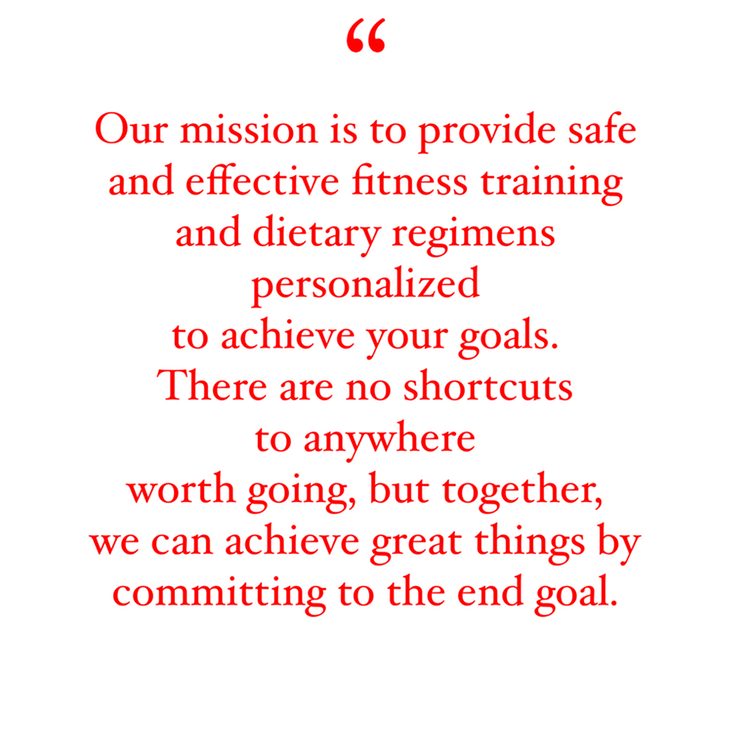 “
Our mission is to provide safe
and effective fitness training
and dietary regimens
personalized
to achieve your goals.
There are no shortcuts
to anywhere
worth going, but together,
we can achieve great things by
committing to the end goal.